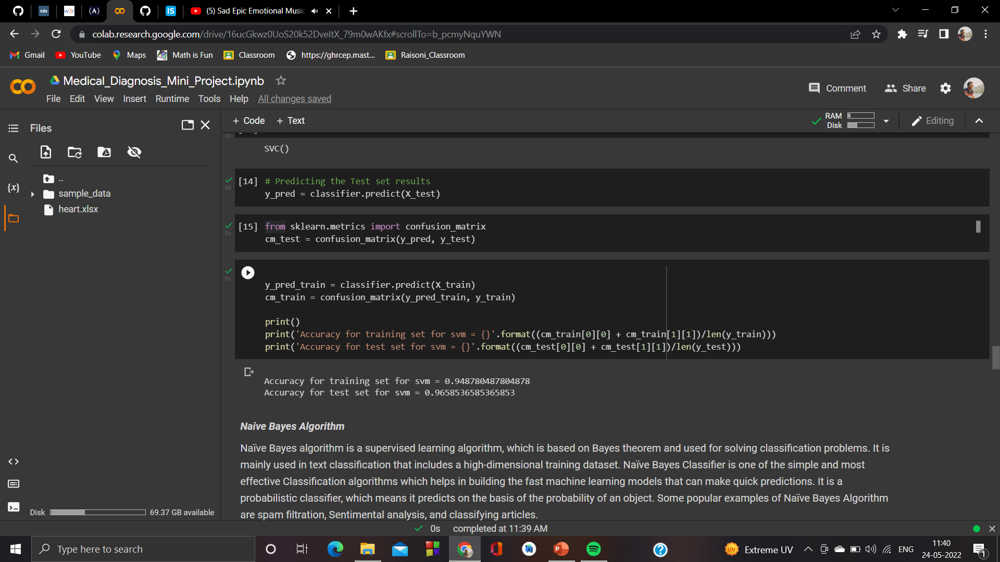 tds
w3r
(A)
IS
(5) Sad Epic Emotional Music
colab.research.google.com/drive/16ucGkwz0UoS20k52DveItX_79m0wAKfx#scrollTo=b_pcmyNquYWN
Gmail
YouTube
Maps
Math is Fun
Classroom
https://ghrcep.mast...
Raisoni_Classroom
Medical_Diagnosis_Mini_Project.ipynb
Comment
Share
File Edit View Insert Runtime Tools Help All changes saved
Files
+ Code + Text
RAM
Disk
Editing
{x}
..
sample_data
heart.xlsx
Disk
69.37 GB available
0s
SVC()
0s
[14] # Predicting the Test set results
y_pred = classifier.predict(X_test)
0s
[15] from sklearn.metrics import confusion_matrix
cm_test = confusion_matrix(y_pred, y_test)
0s
y_pred_train = classifier.predict(X_train)
cm_train = confusion_matrix(y_pred_train, y_train)
print()
print('Accuracy for training set for svm = {}'.format((cm_train[0][0] + cm_train[1][1])/len(y_train)))
print('Accuracy for test set for svm = {}'.format((cm_test[0][0] + cm_test[1][1])/len(y_test)))
Accuracy for training set for svm = 0.948780487804878
Accuracy for test set for svm = 0.9658536585365853
Naive Bayes Algorithm
Naïve Bayes algorithm is a supervised learning algorithm, which is based on Bayes theorem and used for solving classification problems. It is
mainly used in text classification that includes a high-dimensional training dataset. Naïve Bayes Classifier is one of the simple and most
effective Classification algorithms which helps in building the fast machine learning models that can make quick predictions. It is a
probabilistic classifier, which means it predicts on the basis of the probability of an object. Some popular examples of Naïve Bayes Algorithm
are spam filtration, Sentimental analysis, and classifying articles.
0s completed at 11:39 AM
Type here to search
UV
Extreme UV
ENG
11:40
24-05-2022
1